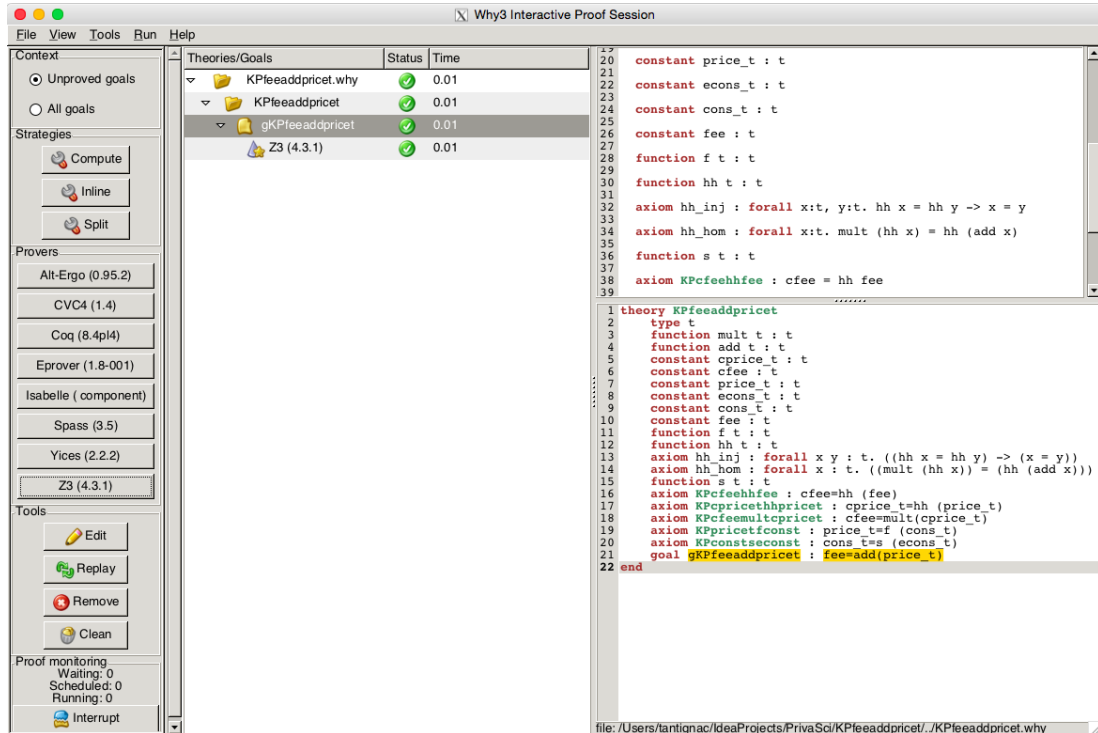 Why3 Interactive Proof Session
File View Tools Run Help
Context
Unproved goals
All goals
Strategies
Compute
Inline
Split
Provers
Alt-Ergo (0.95.2)
CVC4 (1.4)
Coq (8.4pl4)
Eprover (1.8-001)
Isabelle ( component)
Spass (3.5)
Yices (2.2.2)
Z3 (4.3.1)
Tools
Edit
Replay
Remove
Clean
Proof monitoring
Waiting: 0
Scheduled: 0
Running: 0
Interrupt
Theories/Goals Status Time
KPfeeaddpricet.why 0.01
KPfeeaddpricet 0.01
gKPfeeaddpricet 0.01
Z3 (4.3.1) 0.01
19
20 constant price_t : t
21
22 constant econs_t : t
23
24 constant cons_t : t
25
26 constant fee : t
27
28 function f t : t
29
30 function hh t : t
31
32 axiom hh_inj : forall x:t, y:t. hh x = hh y -> x = y
33
34 axiom hh_hom : forall x:t. mult (hh x) = hh (add x)
35
36 function s t : t
37
38 axiom KPcfeehhfee : cfee = hh fee
39
1 theory KPfeeaddpricet
2 type t
3 function mult t : t
4 function add t : t
5 constant cprice_t : t
6 constant cfee : t
7 constant price_t : t
8 constant econs_t : t
9 constant cons_t : t
10 constant fee : t
11 function f t : t
12 function hh t : t
13 axiom hh_inj : forall x y : t. ((hh x = hh y) -> (x = y))
14 axiom hh_hom : forall x : t. ((mult (hh x)) = (hh (add x)))
15 function s t : t
16 axiom KPcfeehhfee : cfee=hh (fee)
17 axiom KPcpricethhpricet : cprice_t=hh (price_t)
18 axiom KPcfeemultcpricet : cfee=mult(cprice_t)
19 axiom KPpricetfconst : price_t=f (cons_t)
20 axiom KPconstseconst : cons_t=s (econs_t)
21 goal gKPfeeaddpricet : fee=add(price_t)
22 end
file: /Users/tantignac/IdeaProjects/PrivaSci/KPfeeaddpricet/../KPfeeaddpricet.why